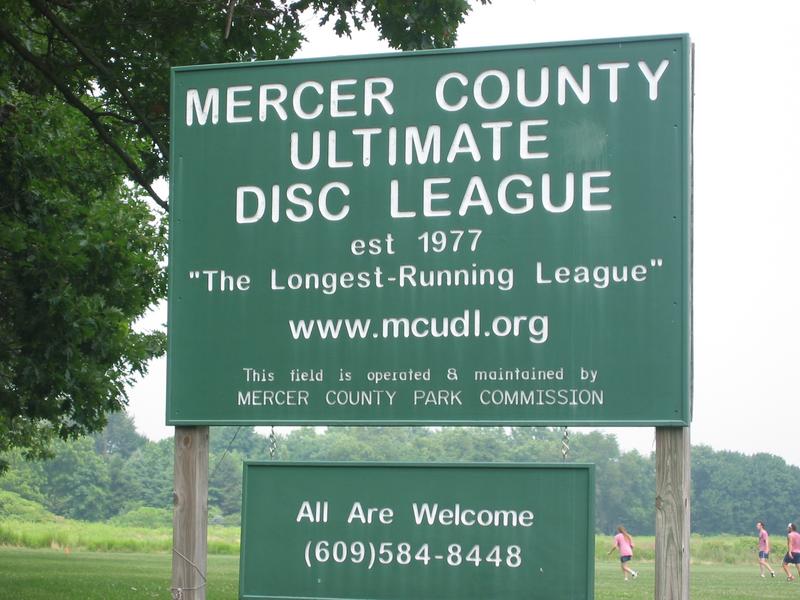 MERCER COUNTY
ULTIMATE
DISC LEAGUE
est 1977
"The Longest-Running League"
www.mcudl.org
This field is operated & maintained by
MERCER COUNTY PARK COMMISSION
All Are Welcome
(609)584-8448